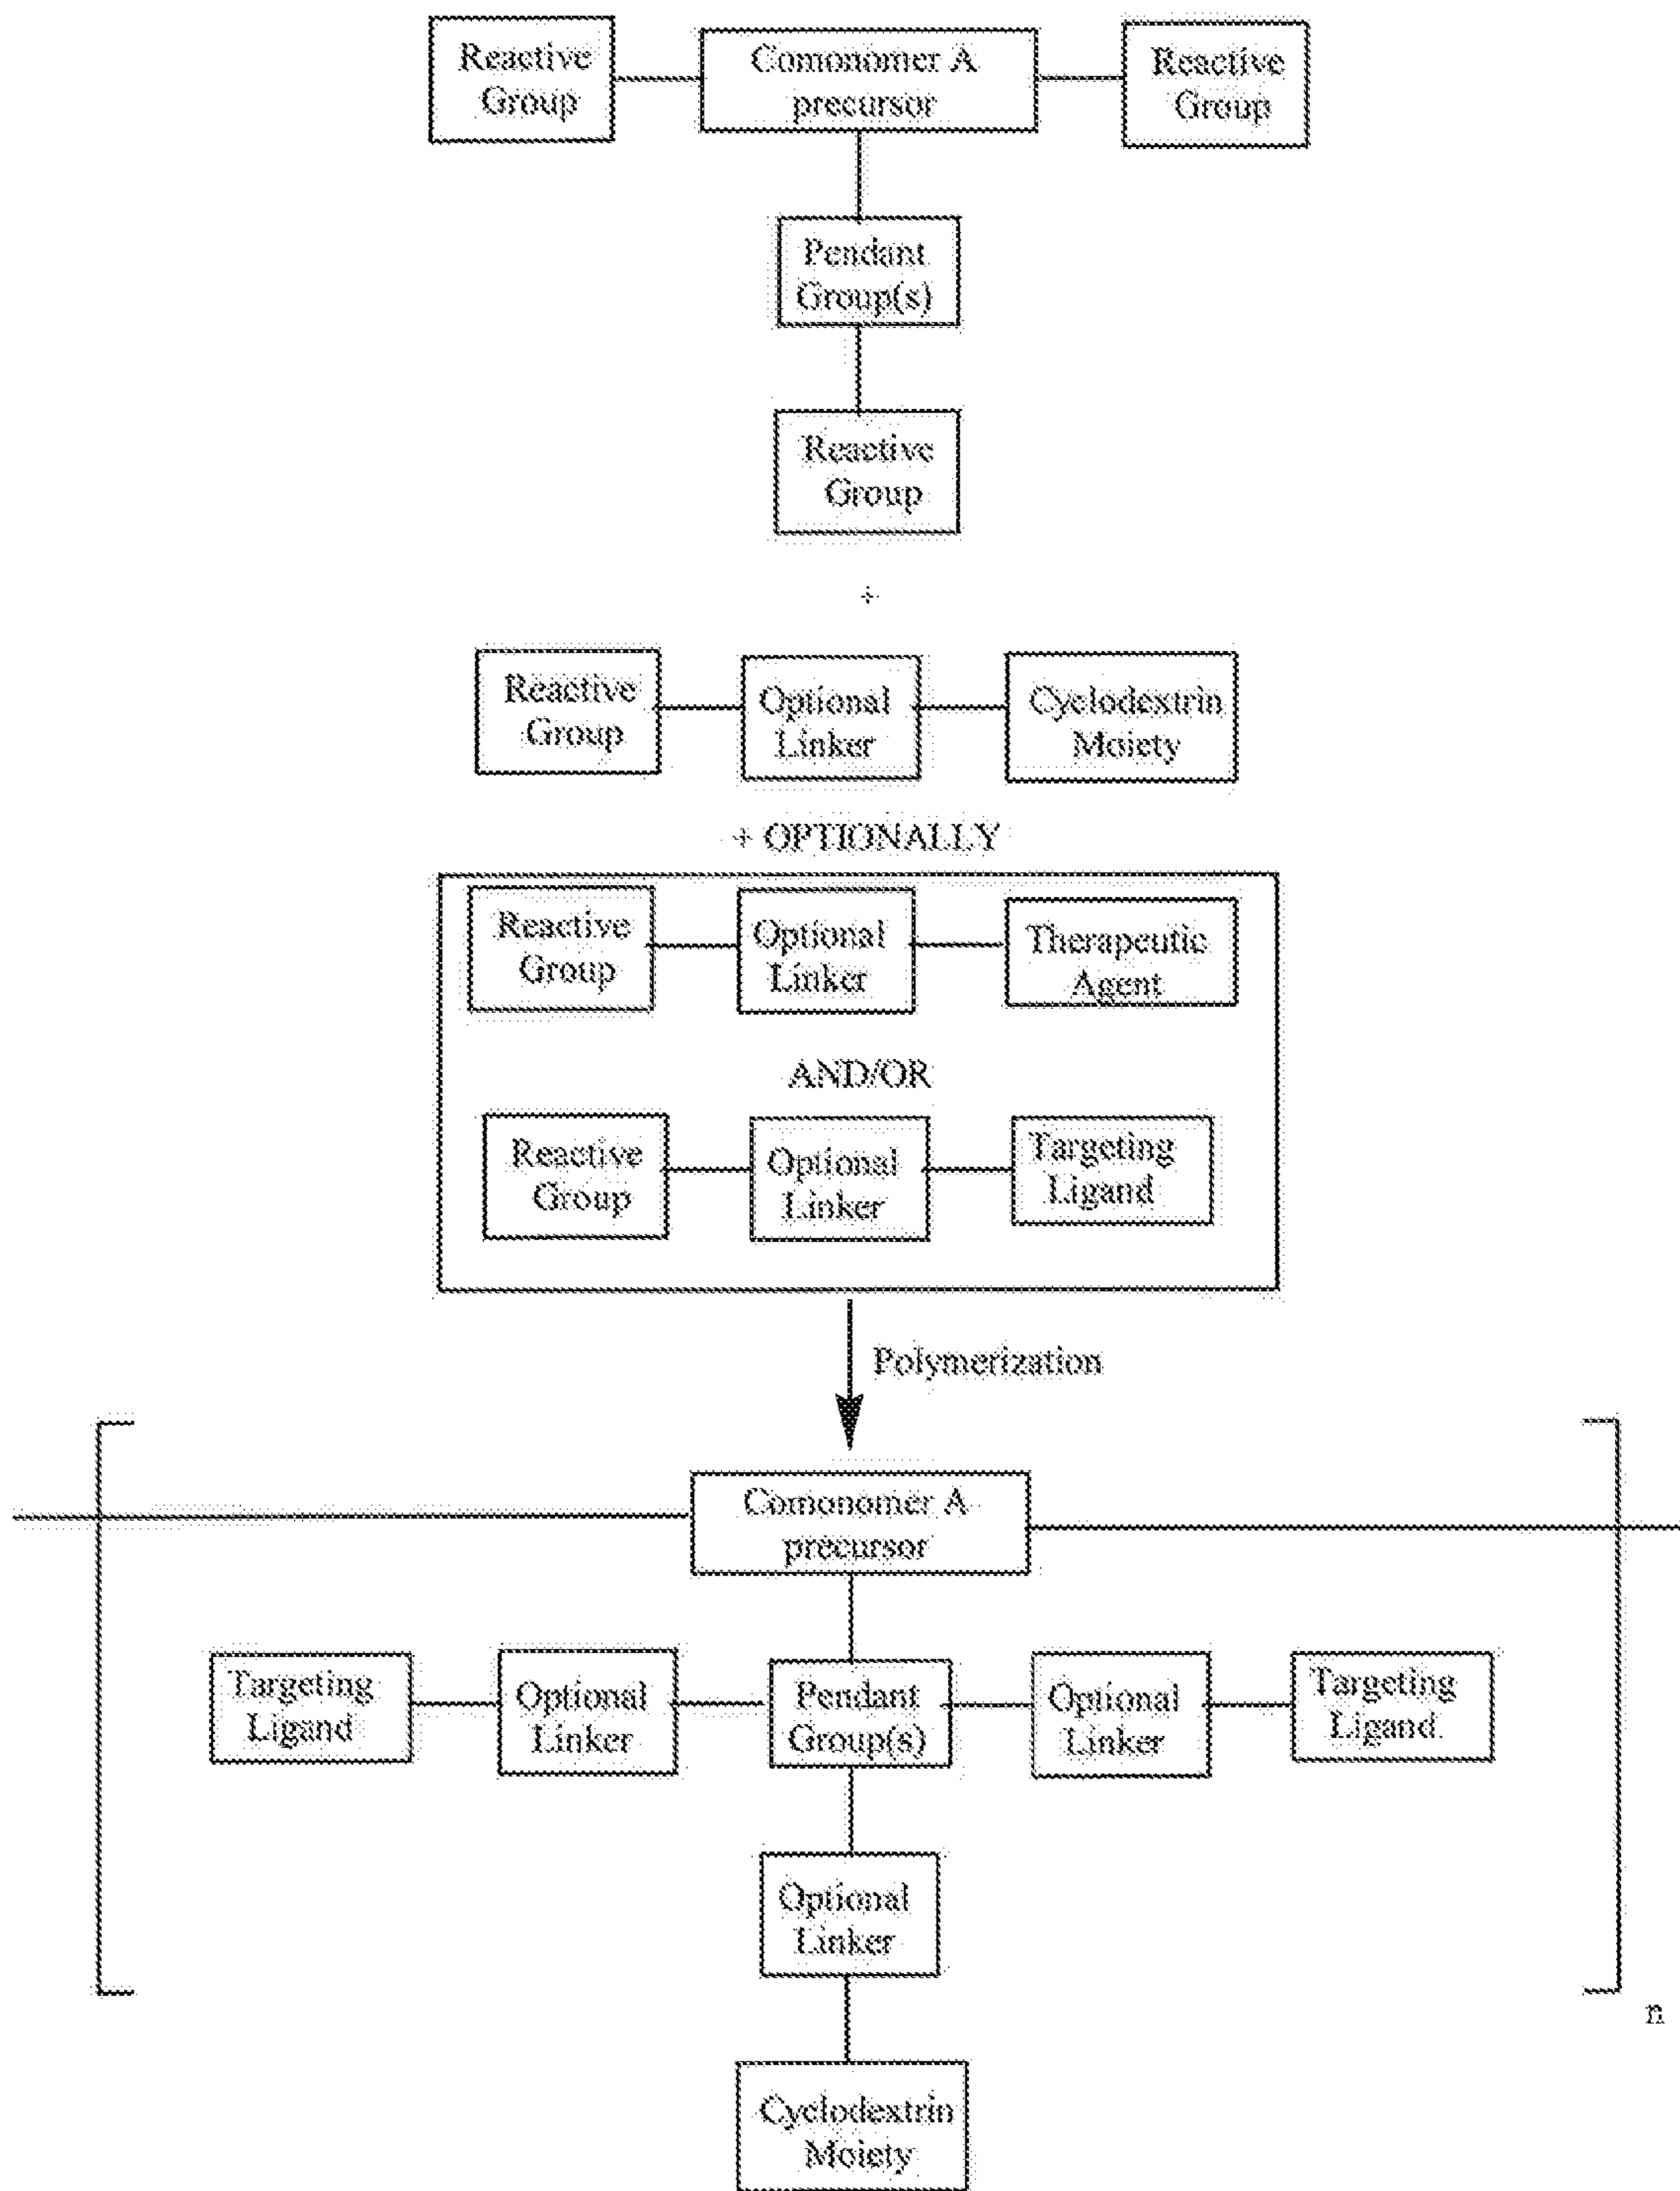 Reactive
Group
Comonomer A
precursor
Reactive
Group
Pendant
Group(s)
Reactive
Group
+
Reactive
Group
Optional
Linker
Cyclodextrin
Moiety
+ OPTIONALLY
Reactive
Group
Optional
Linker
Therapeutic
Agent
AND/OR
Reactive
Group
Optional
Linker
Targeting
Ligand
Polymerization
Comonomer A
precursor
Targeting
Ligand
Optional
Linker
Pendant
Group(s)
Optional
Linker
Targeting
Ligand
Optional
Linker
n
Cyclodextrin
Moiety